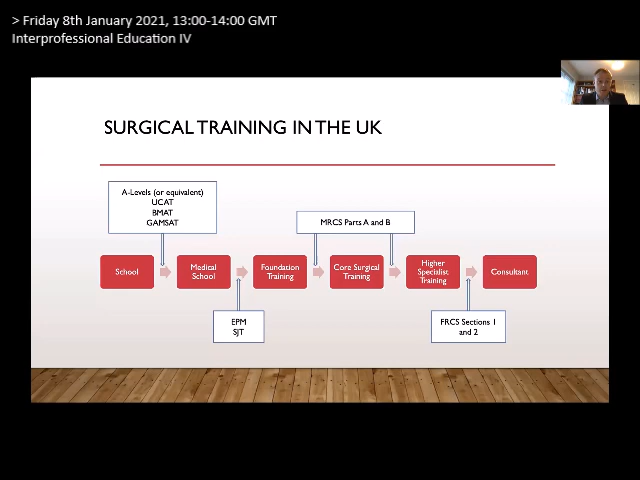 > Friday 8th January 2021, 13:00-14:00 GMT
Interprofessional Education IV
SURGICAL TRAINING IN THE UK
A-Levels (or equivalent)
UCAT
BMAT
GAMSAT
MRCS Parts A and B
School
Medical
School
Foundation
Training
Core Surgical
Training
Higher
Specialist
Training
Consultant
EPM
SJT
FRCS Sections 1
and 2